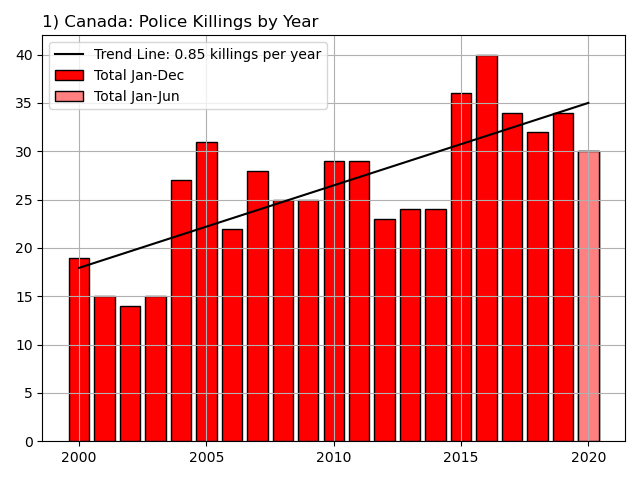 1) Canada: Police Killings by Year
Trend Line: 0.85 killings per year
Total Jan-Dec
Total Jan-Jun
40
35
30
25
20
15
10
5
0
2000 2005 2010 2015 2020